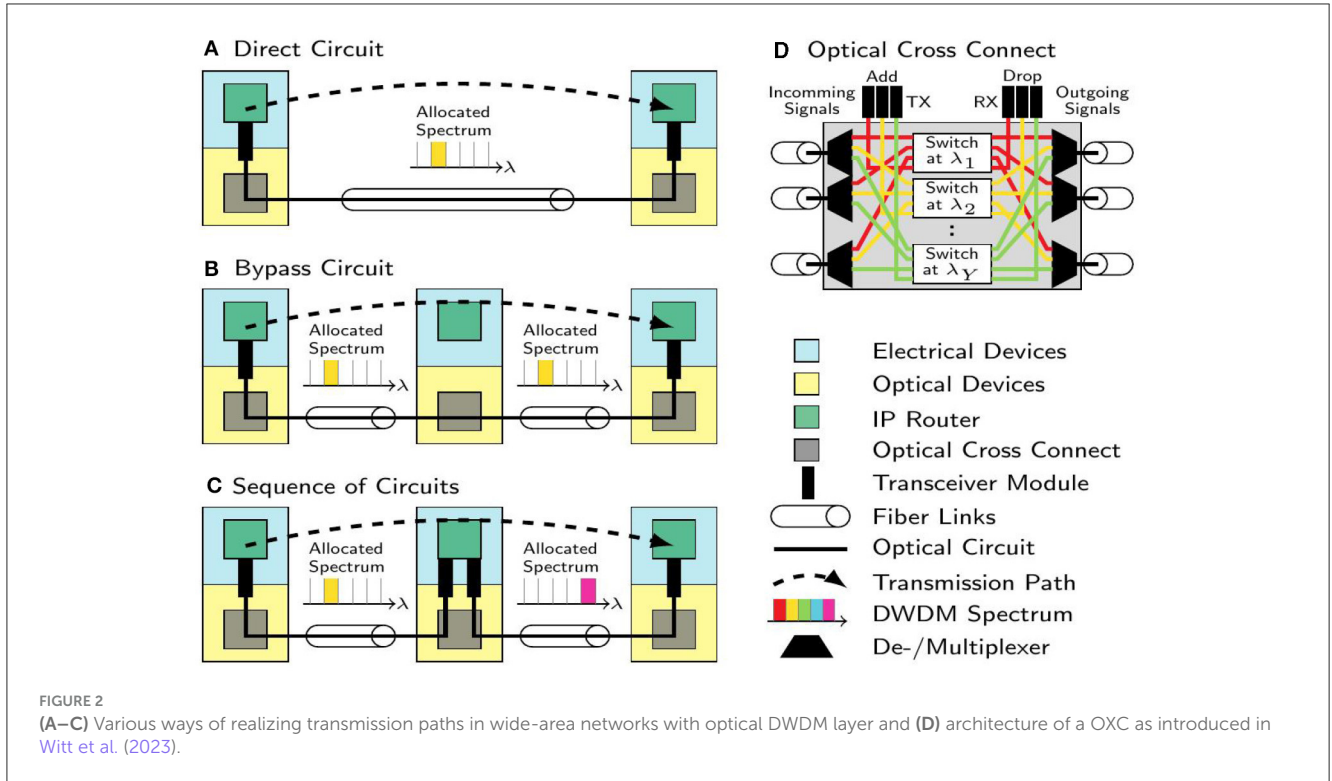 A Direct Circuit
Allocated
Spectrum
λ
B Bypass Circuit
Allocated
Spectrum
λ
Allocated
Spectrum
λ
C Sequence of Circuits
Allocated
Spectrum
λ
Allocated
Spectrum
λ
D Optical Cross Connect
Incomming
Signals
Add
TX
RX
Drop
Outgoing
Signals
Switch
at λ1
Switch
at λ2
:
Switch
at λY
Electrical Devices
Optical Devices
IP Router
Optical Cross Connect
Transceiver Module
Fiber Links
Optical Circuit
Transmission Path
DWDM Spectrum
De-/Multiplexer
FIGURE 2
(A–C) Various ways of realizing transmission paths in wide-area networks with optical DWDM layer and (D) architecture of a OXC as introduced in
Witt et al. (2023).